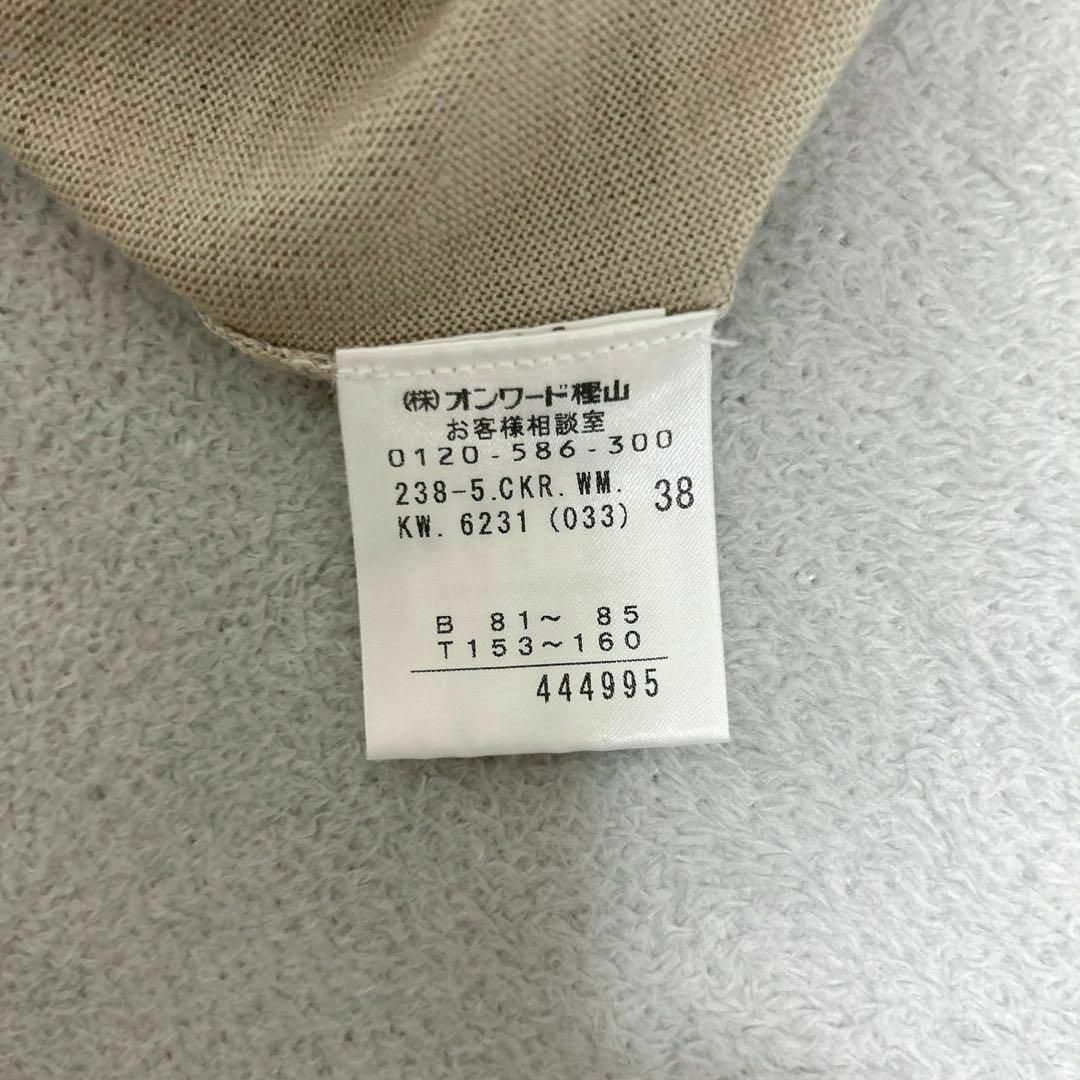 (株)オンワード樫山
お客様相談室
0120-586-300
238-5.CKR.WM. 38
KW.6231(033)
B 81～ 85
T153～160
444995